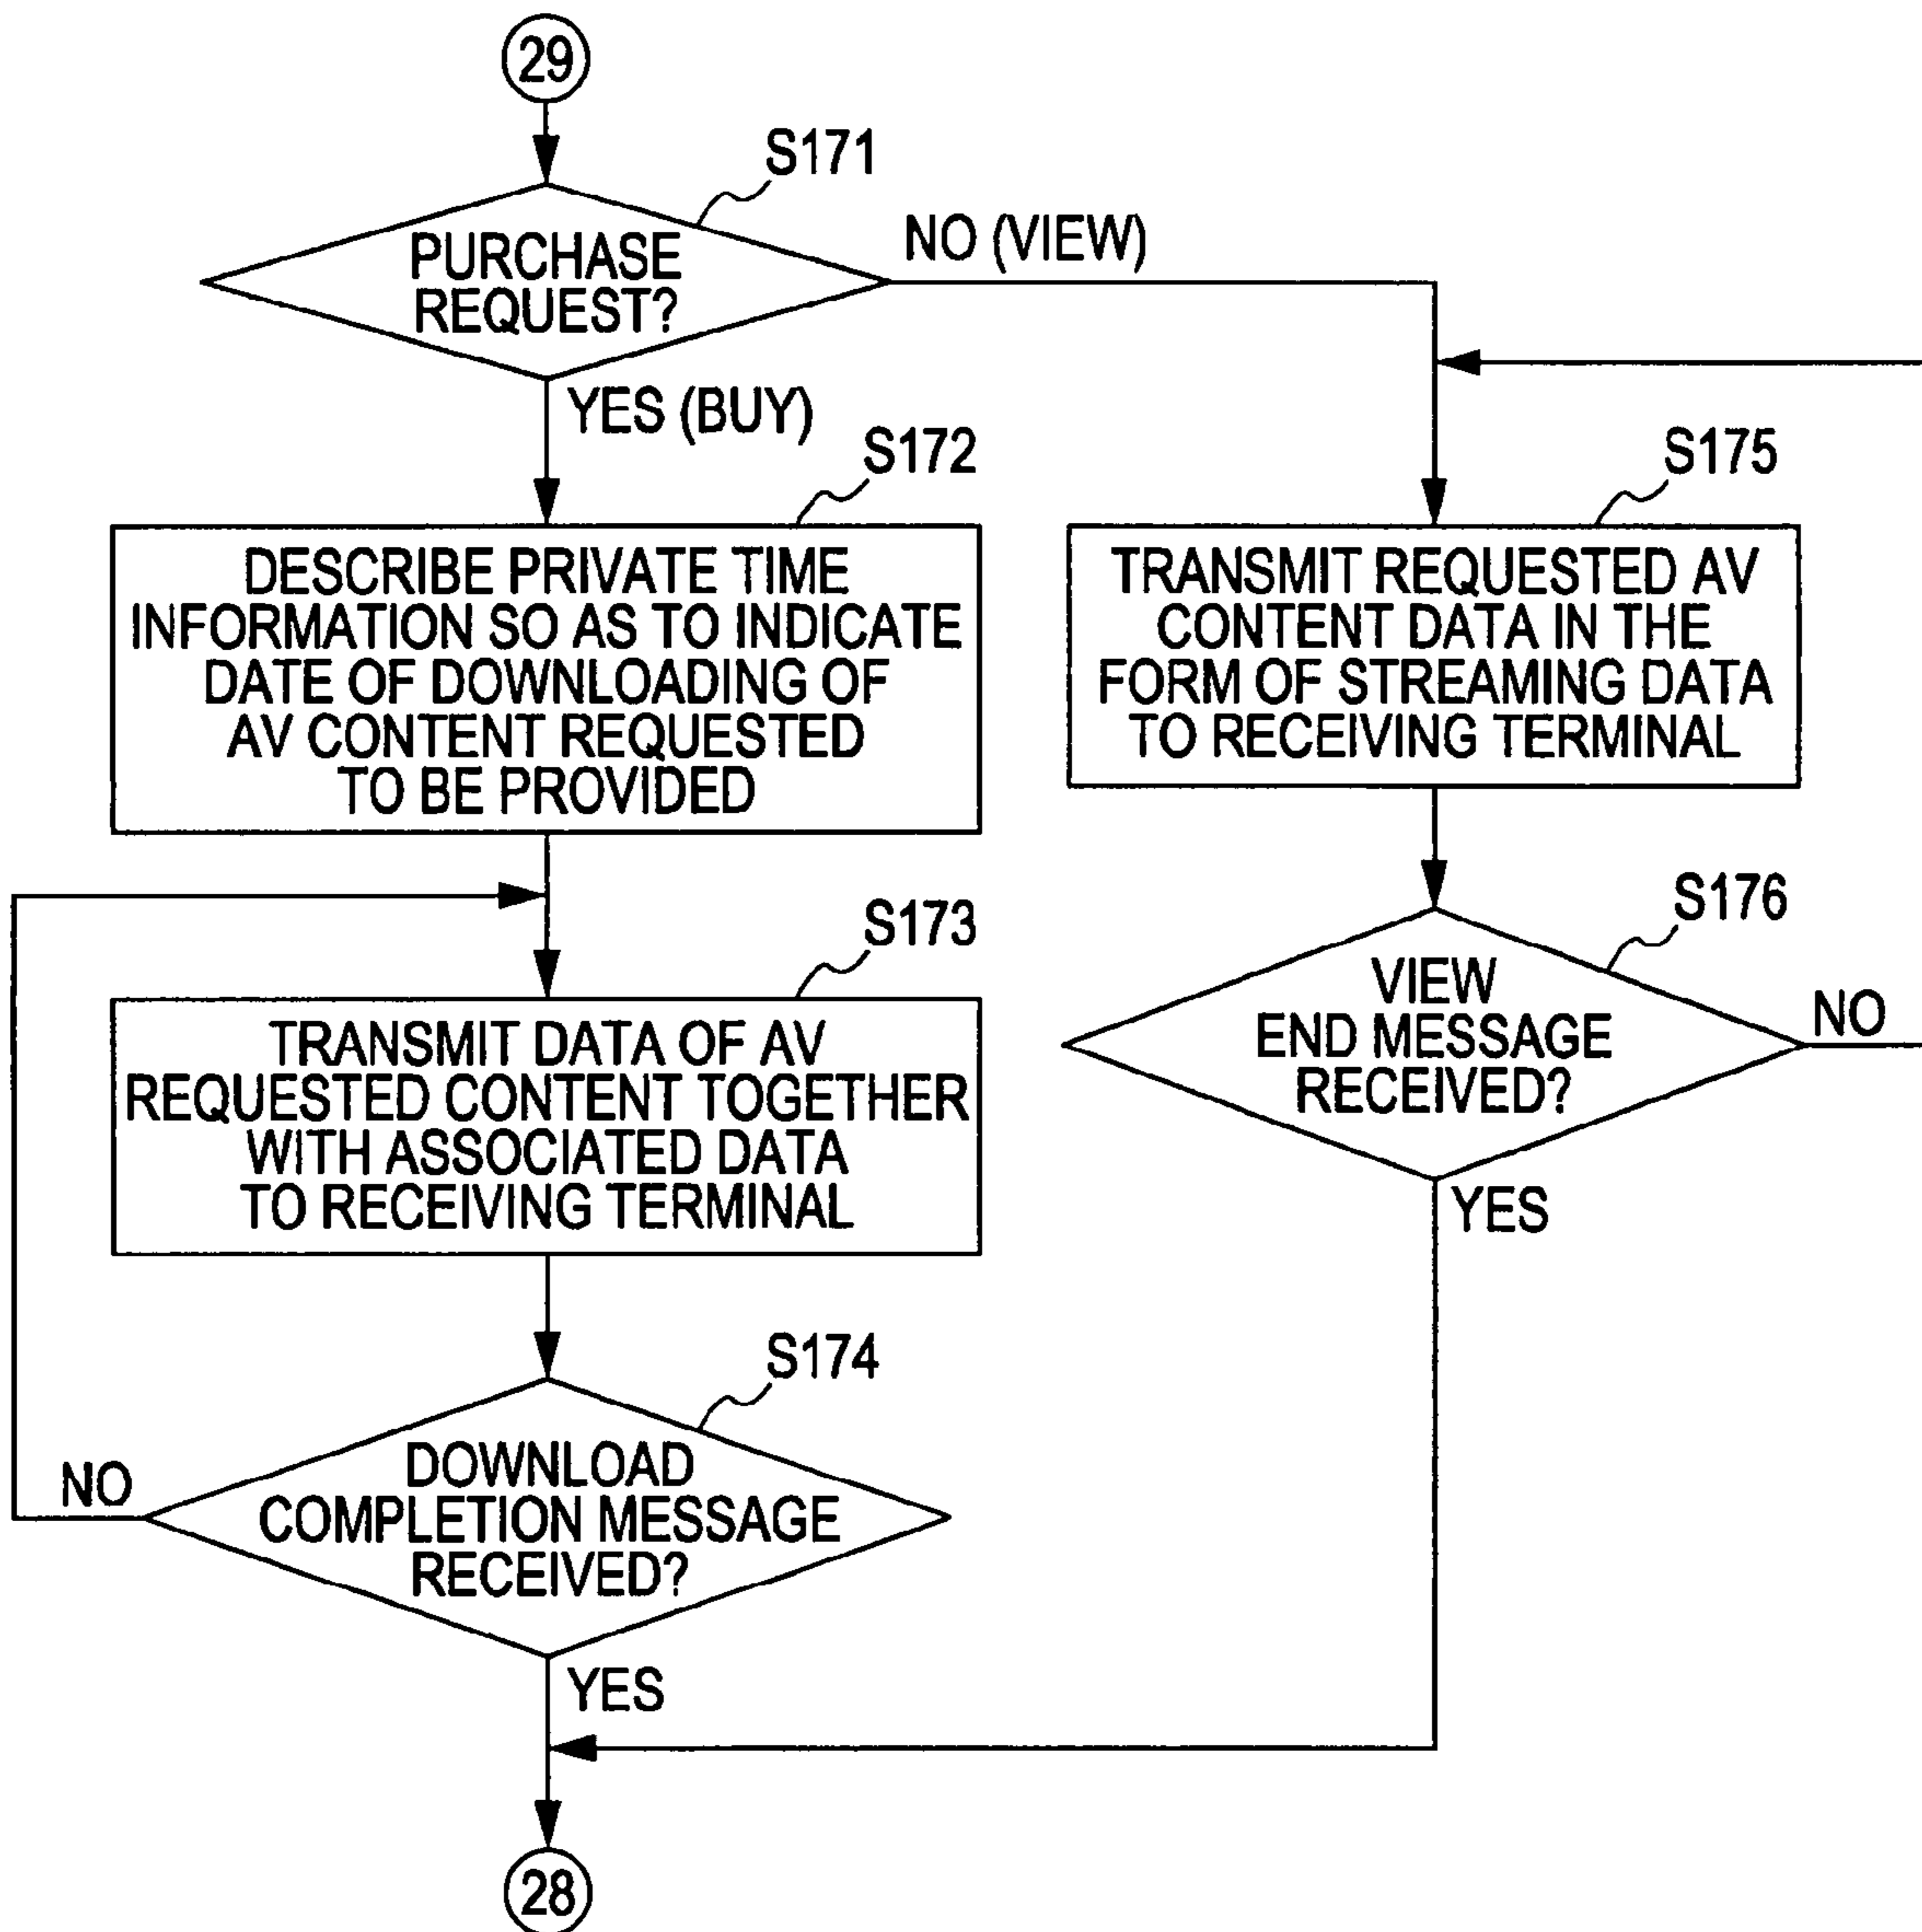 29
S171
PURCHASE
REQUEST?
NO (VIEW)
YES (BUY)
S172
DESCRIBE PRIVATE TIME
INFORMATION SO AS TO INDICATE
DATE OF DOWNLOADING OF
AV CONTENT REQUESTED
TO BE PROVIDED
S173
TRANSMIT DATA OF AV
REQUESTED CONTENT TOGETHER
WITH ASSOCIATED DATA
TO RECEIVING TERMINAL
S174
DOWNLOAD
COMPLETION MESSAGE
RECEIVED?
NO
YES
S175
TRANSMIT REQUESTED AV
CONTENT DATA IN THE
FORM OF STREAMING DATA
TO RECEIVING TERMINAL
S176
VIEW
END MESSAGE
RECEIVED?
NO
YES
28